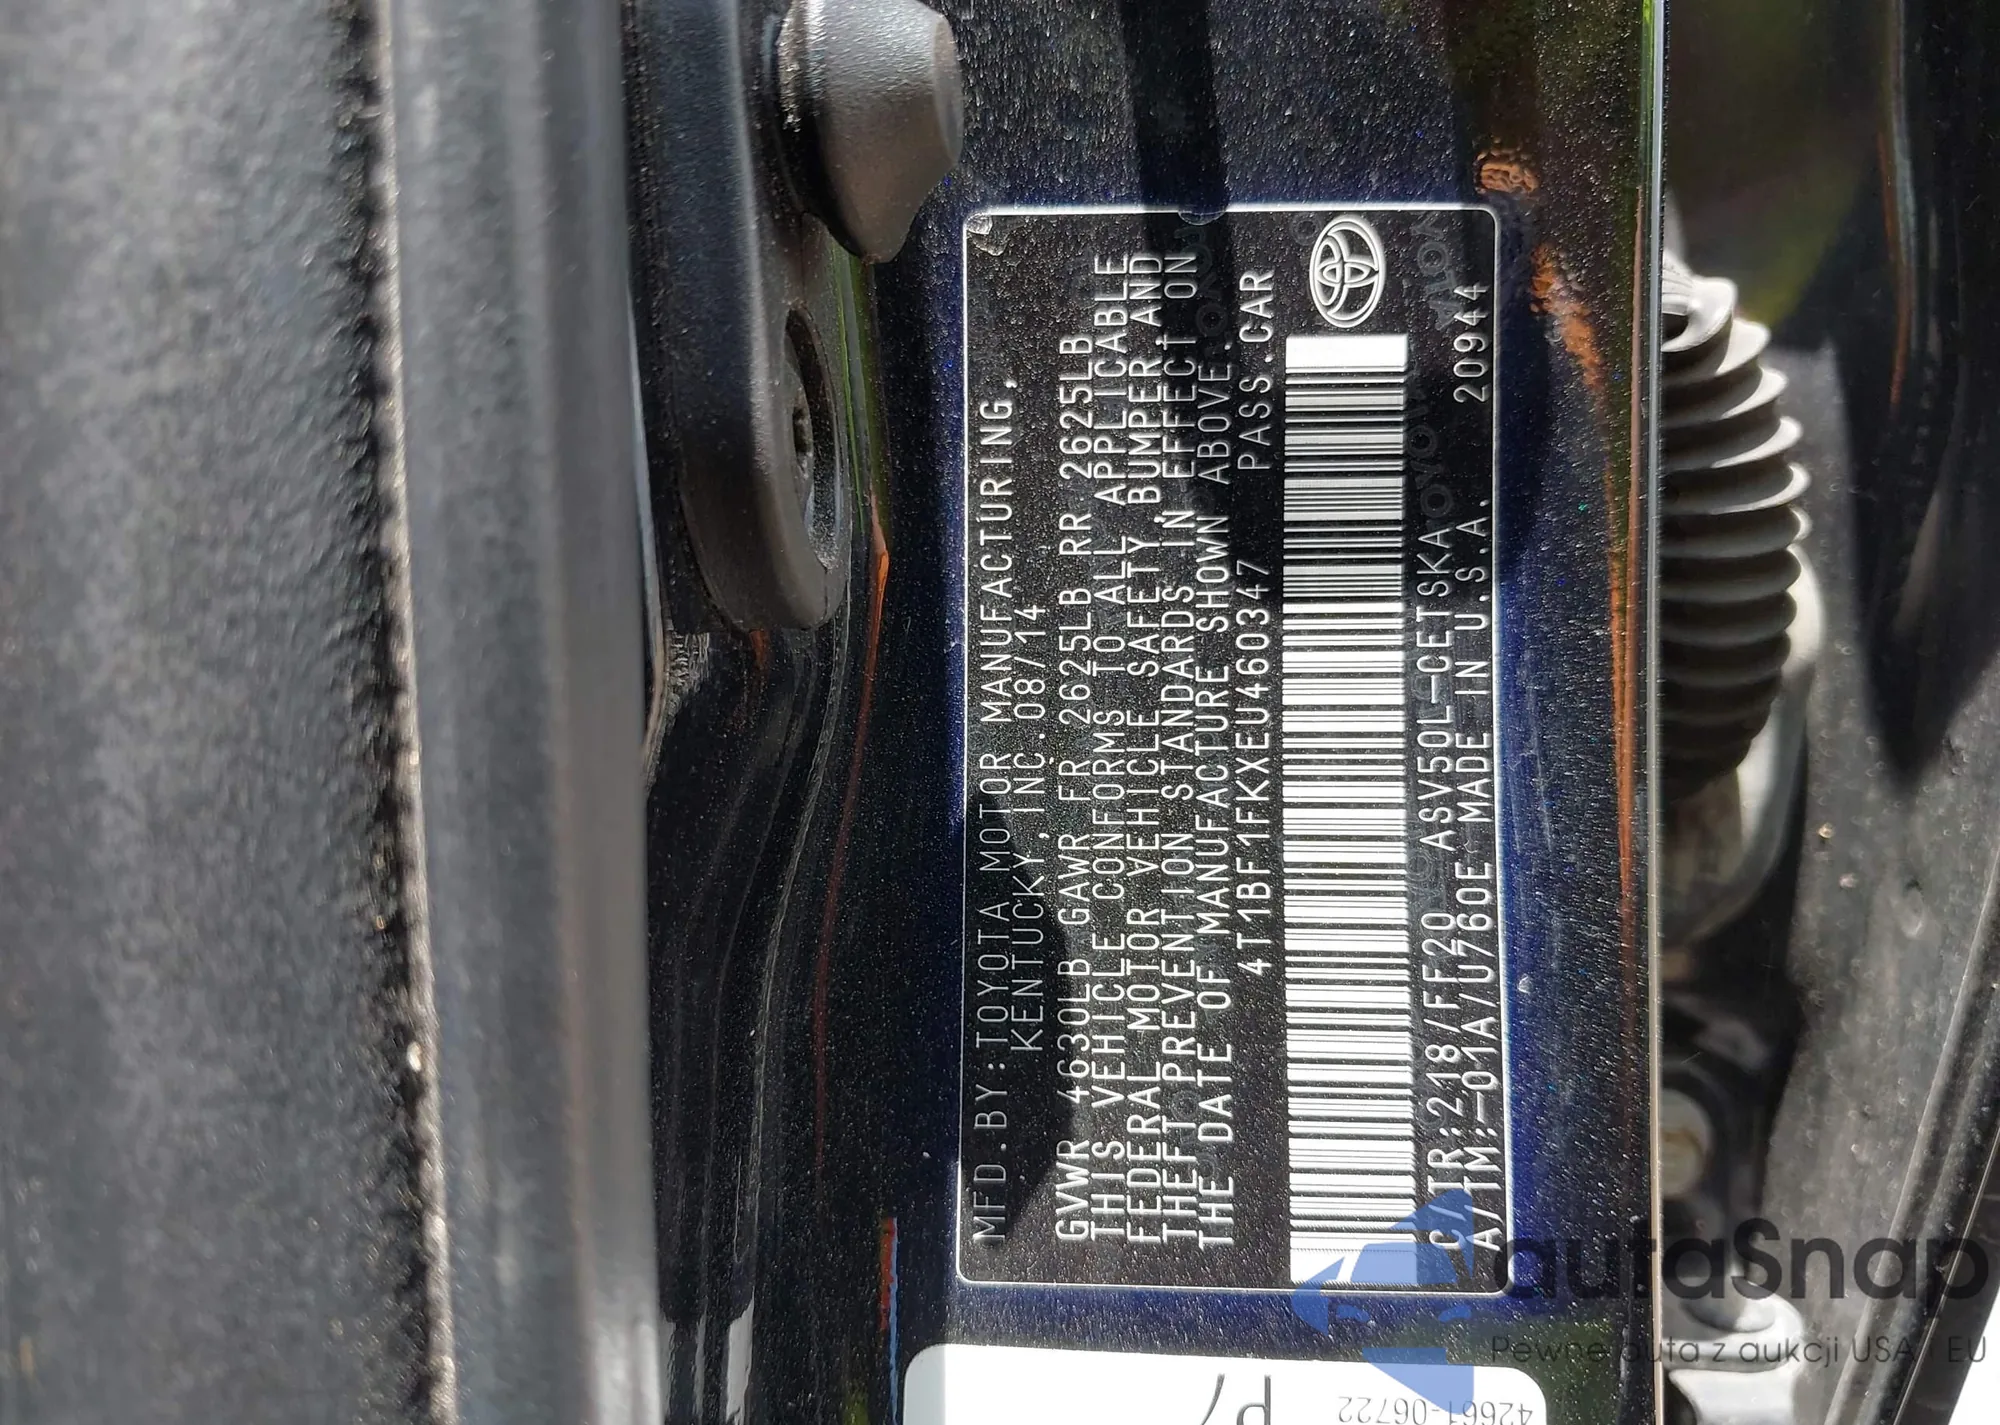 MFD.BY:TOYOTA MOTOR MANUFACTURING,
KENTUCKY,INC.08/14
GVWR 4630LB GAWR FR 2625LB RR 2625LB
THIS VEHICLE CONFORMS TO ALL APPLICABLE
FEDERAL MOTOR VEHICLE SAFETY,BUMPER,AND
THEFT PREVENTION STANDARDS IN EFFECT ON
THE DATE OF MANUFACTURE SHOWN ABOVE.
4T1BF1FKXEU460347 PASS.CAR
C/TR:218/FF20 ASV50L-CETSKA
A/TM:-01A/U760E MADE IN U.S.A. 20944
42661-06722
autaSnap
Pewne auta z aukcji USA i EU